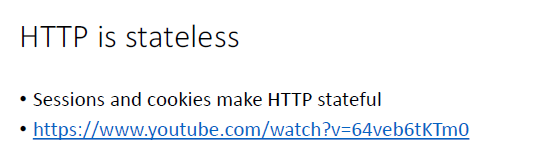 HTTP is stateless
• Sessions and cookies make HTTP stateful
• https://www.youtube.com/watch?v=64veb6tKTm0